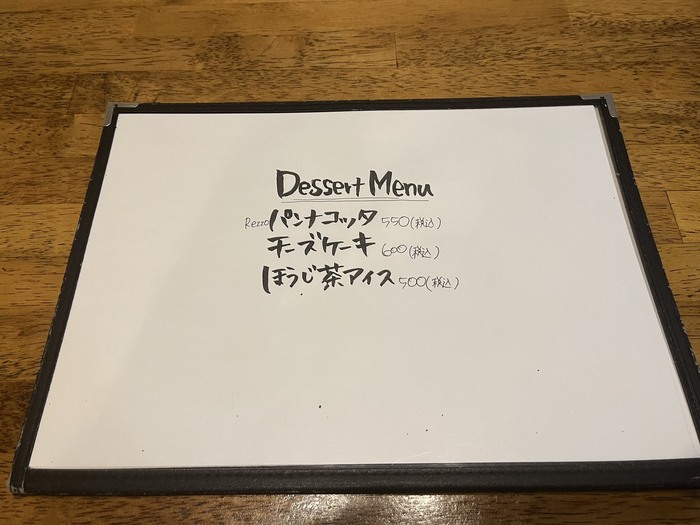 Dessert Menu
Rezzo パンナコッタ 550(税込)
チーズケーキ 600(税込)
ほうじ茶アイス 500(税込)